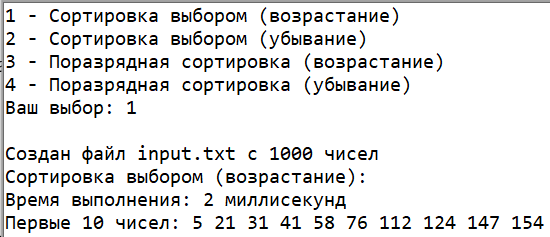 1 - Сортировка выбором (возрастание)
2 - Сортировка выбором (убывание)
3 - Поразрядная сортировка (возрастание)
4 - Поразрядная сортировка (убывание)
Ваш выбор: 1
Создан файл input.txt с 1000 чисел
Сортировка выбором (возрастание):
Время выполнения: 2 миллисекунд
Первые 10 чисел: 5 21 31 41 58 76 112 124 147 154